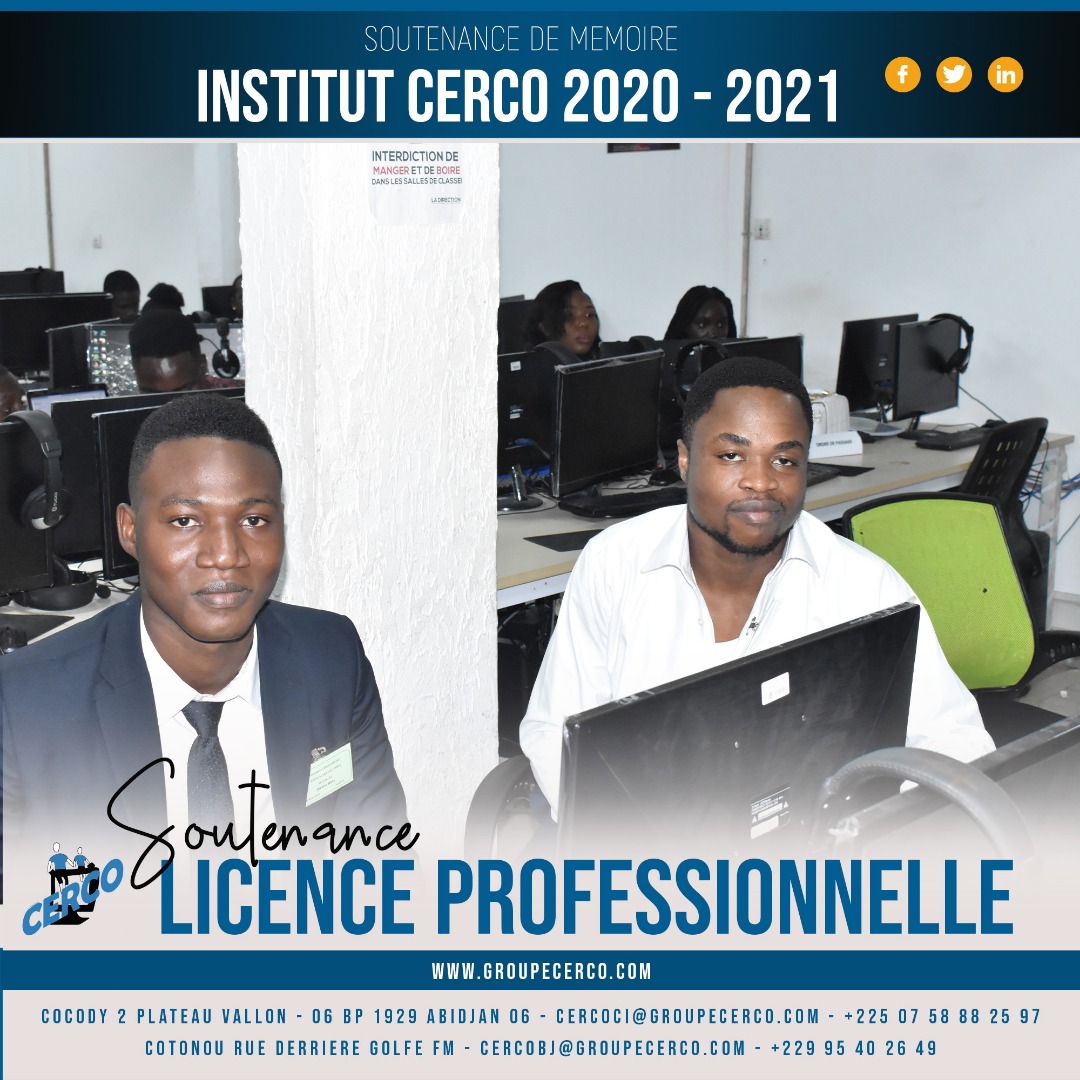 SOUTENANCE DE MEMOIRE
INSTITUT CERCO 2020 - 2021
INTERDICTION DE
MANGER ET DE BOIRE
DANS LES SALLES DE CLASSE!
LA DIRECTION
ORDRE DE PASSAGE
Soutenance
CERCO
LICENCE PROFESSIONNELLE
WWW.GROUPECERCO.COM
COCODY 2 PLATEAU VALLON - 06 BP 1929 ABIDJAN 06 - CERCOCI@GROUPECERCO.COM - +225 07 58 88 25 97
COTONOU RUE DERRIERE GOLFE FM - CERCOBJ@GROUPECERCO.COM - +229 95 40 26 49